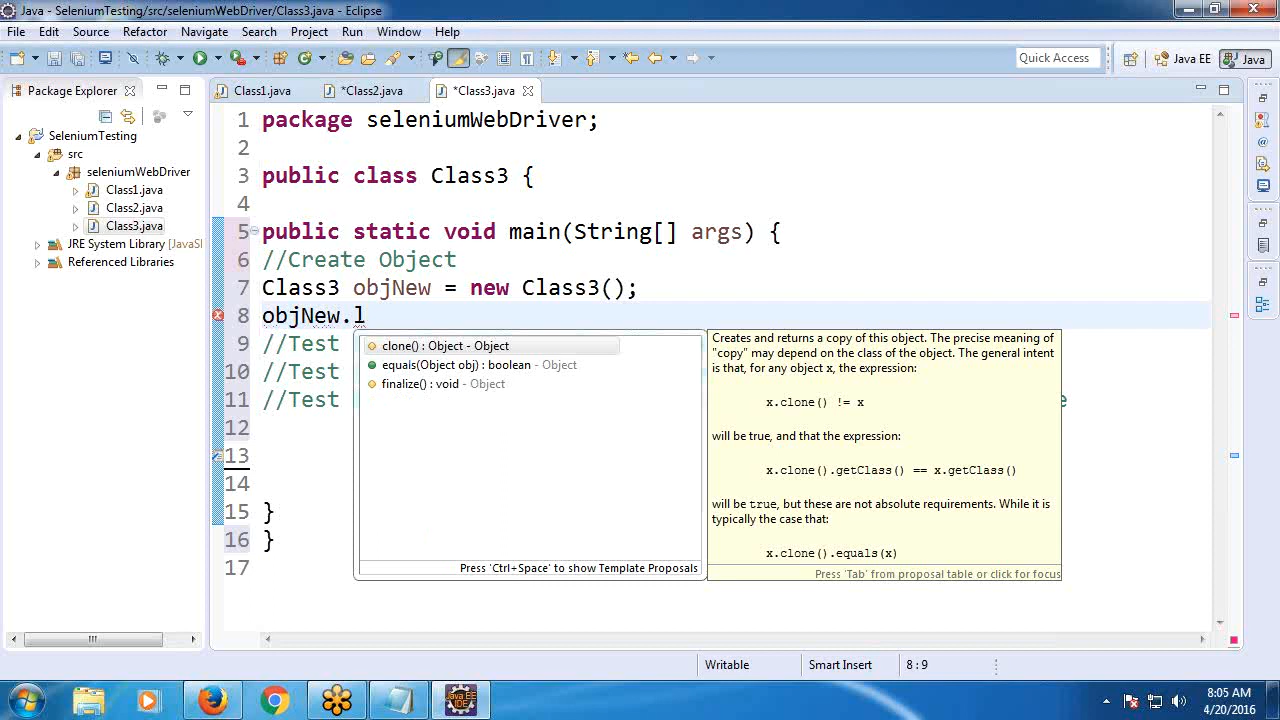 Java - SeleniumTesting/src/seleniumWebDriver/Class3.java - Eclipse
File Edit Source Refactor Navigate Search Project Run Window Help
Quick Access
Java EE
Java
Package Explorer
Class1.java
*Class2.java
*Class3.java
SeleniumTesting
src
seleniumWebDriver
Class1.java
Class2.java
Class3.java
JRE System Library [JavaSI
Referenced Libraries
1 package seleniumWebDriver;
2
3 public class Class3 {
4
5 public static void main(String[] args) {
6 //Create Object
7 Class3 objNew = new Class3();
8 objNew.l
9 //Test
10 //Test
11 //Test e
12
13
14
15 }
16 }
17
clone() : Object - Object
equals(Object obj) : boolean - Object
finalize() : void - Object
Press 'Ctrl+Space' to show Template Proposals
Creates and returns a copy of this object. The precise meaning of
"copy" may depend on the class of the object. The general intent
is that, for any object x, the expression:
x.clone() != x
will be true, and that the expression:
x.clone().getClass() == x.getClass()
will be true, but these are not absolute requirements. While it is
typically the case that:
x.clone().equals(x)
Press 'Tab' from proposal table or click for focus
Writable
Smart Insert
8 : 9
Java EE
IDE
8:05 AM
4/20/2016